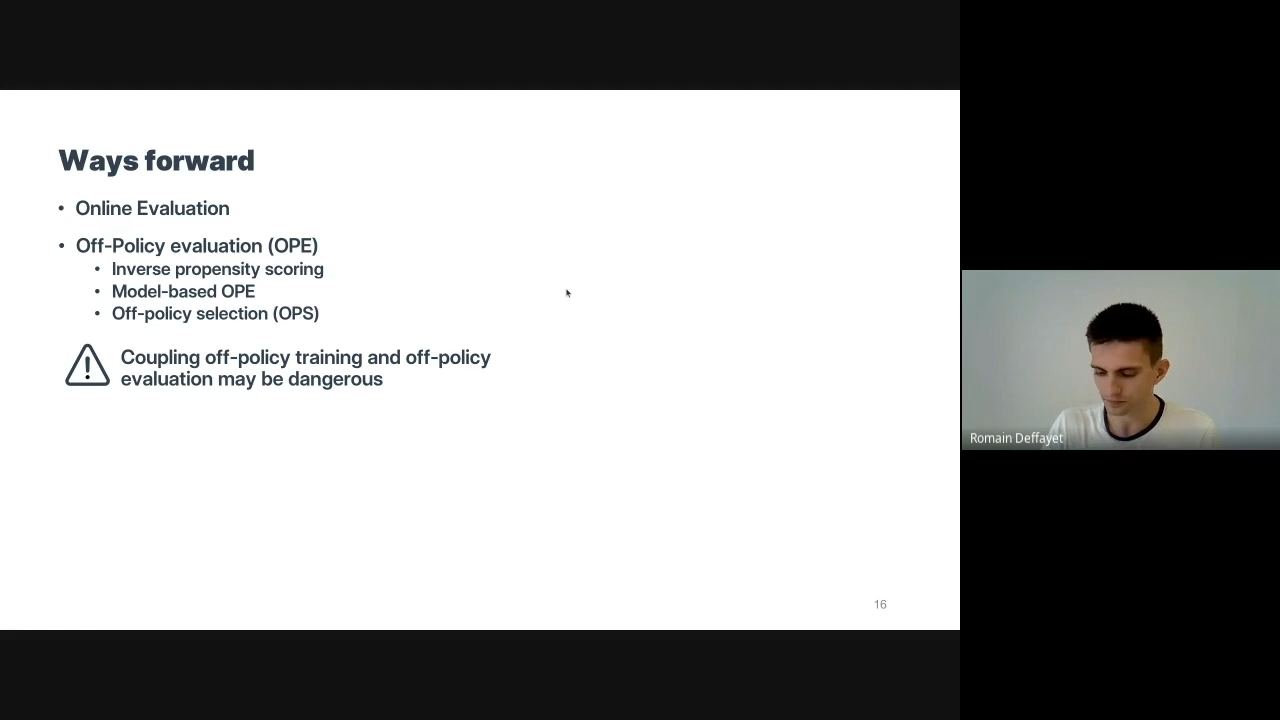 Ways forward
• Online Evaluation
• Off-Policy evaluation (OPE)
• Inverse propensity scoring
• Model-based OPE
• Off-policy selection (OPS)
Coupling off-policy training and off-policy
evaluation may be dangerous
16
Romain Deffayet